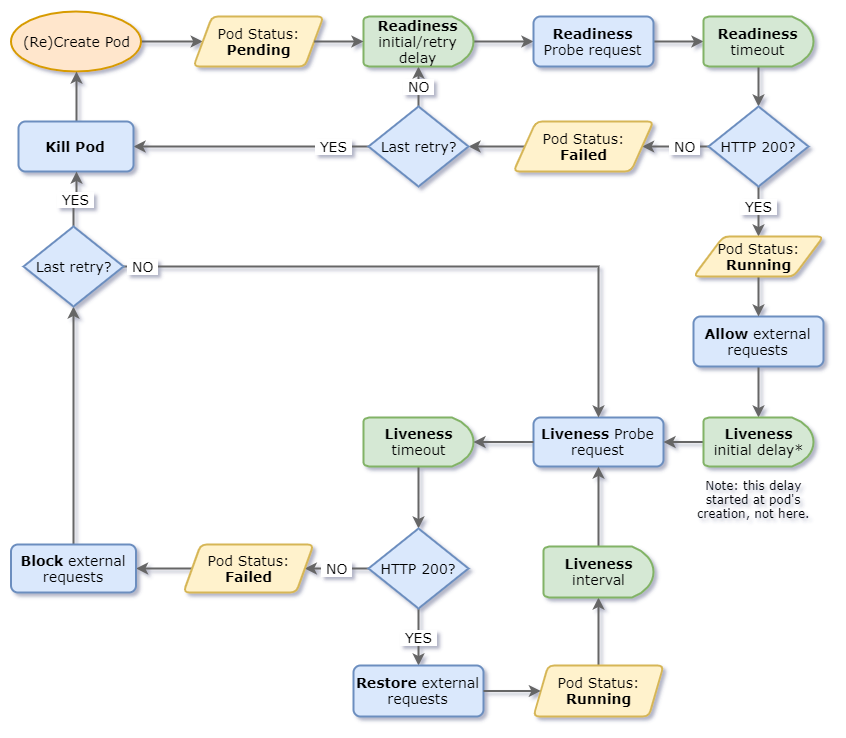 (Re)Create Pod
Pod Status:
Pending
Readiness
initial/retry
delay
Readiness
Probe request
Readiness
timeout
NO
Kill Pod
YES
Last retry?
Pod Status:
Failed
NO
HTTP 200?
YES
YES
Last retry?
NO
Pod Status:
Running
Allow external
requests
Liveness
timeout
Liveness Probe
request
Liveness
initial delay*
Note: this delay
started at pod's
creation, not here.
Block external
requests
Pod Status:
Failed
NO
HTTP 200?
Liveness
interval
YES
Restore external
requests
Pod Status:
Running